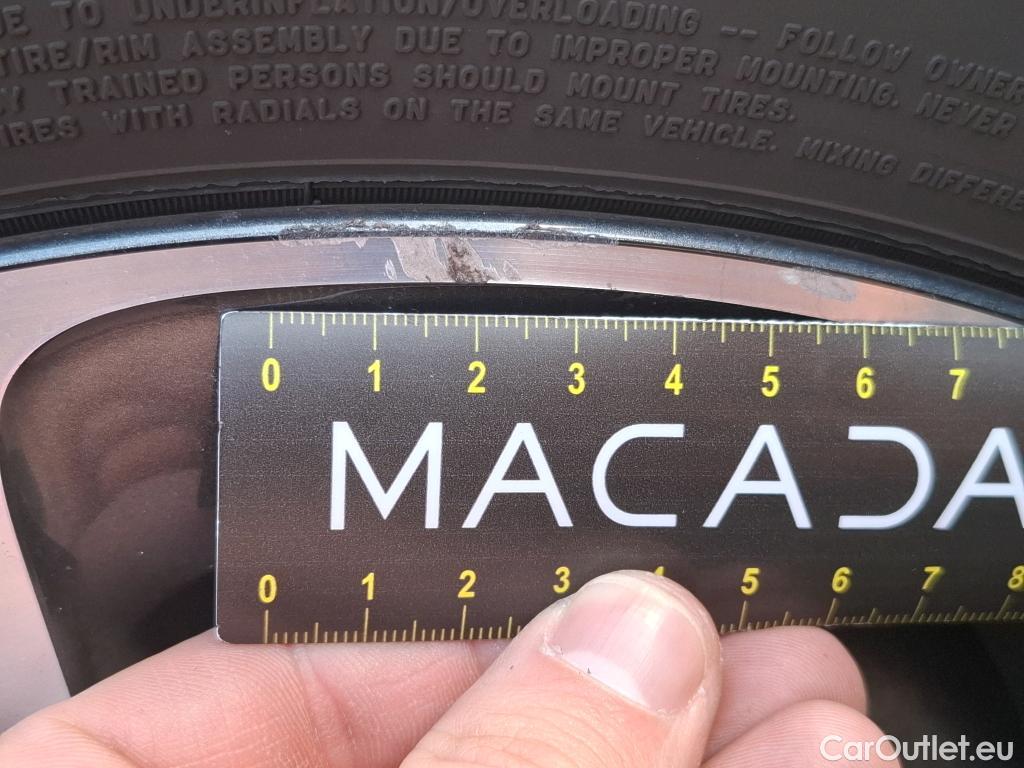 TO UNDERINFLATION/OVERLOADING -- FOLLOW OWNER
TIRE/RIM ASSEMBLY DUE TO IMPROPER MOUNTING. NEVER
TRAINED PERSONS SHOULD MOUNT TIRES.
WITH RADIALS ON THE SAME VEHICLE. MIXING DIFFERE
0 1 2 3 4 5 6 7
MACADA
0 1 2 3 4 5 6 7 8
CarOutlet.eu